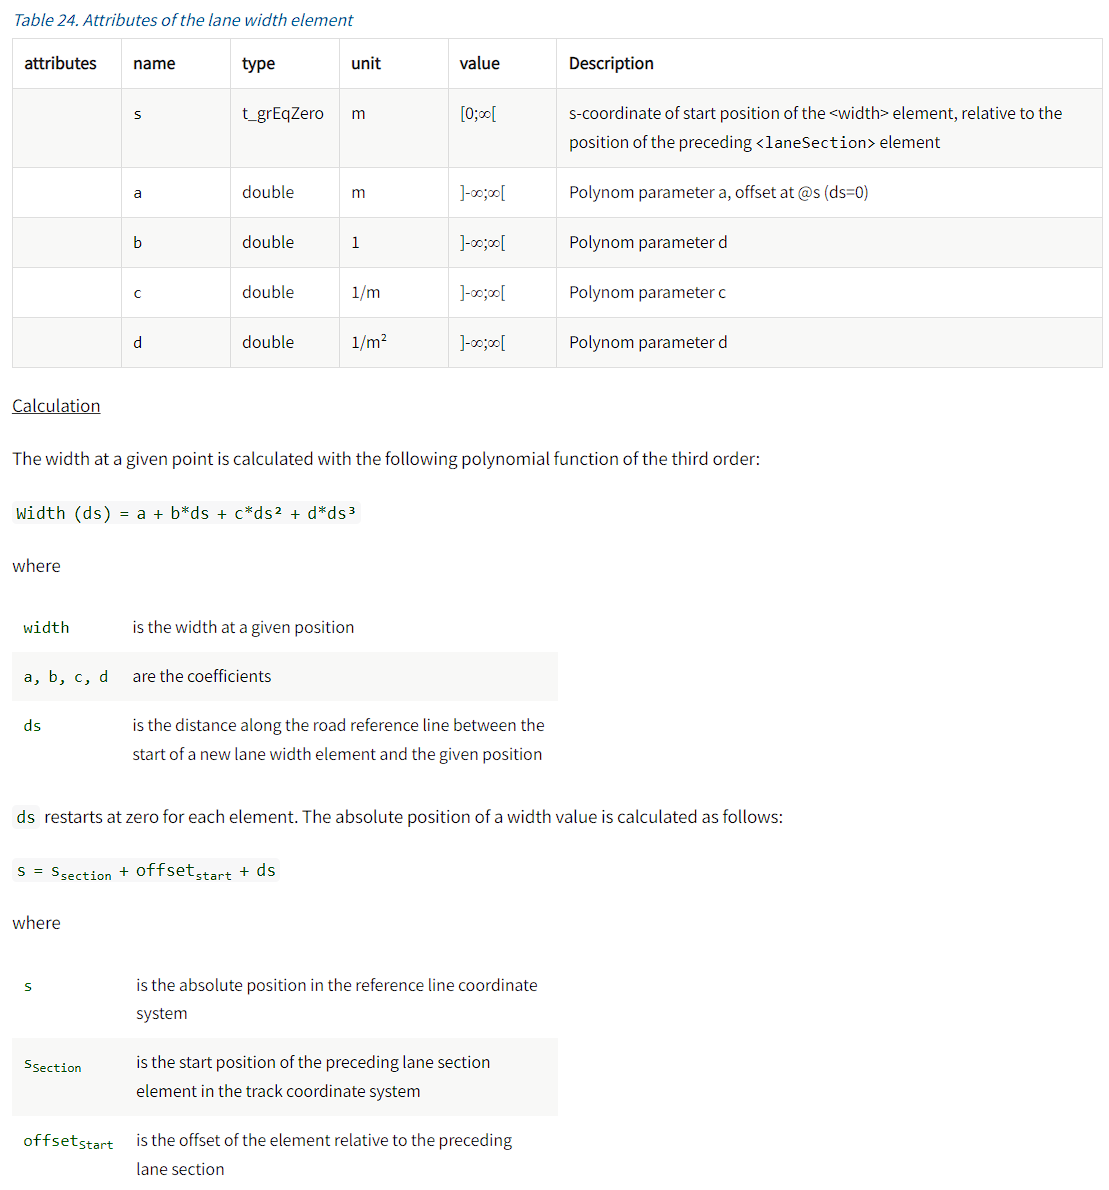 Table 24. Attributes of the lane width element
attributes name type unit value Description
s t_grEqZero m [0;∞[ s-coordinate of start position of the <width> element, relative to the
position of the preceding <laneSection> element
a double m ]-∞;∞[ Polynom parameter a, offset at @s (ds=0)
b double 1 ]-∞;∞[ Polynom parameter d
c double 1/m ]-∞;∞[ Polynom parameter c
d double 1/m² ]-∞;∞[ Polynom parameter d
Calculation
The width at a given point is calculated with the following polynomial function of the third order:
Width (ds) = a + b*ds + c*ds² + d*ds³
where
width is the width at a given position
a, b, c, d are the coefficients
ds is the distance along the road reference line between the
start of a new lane width element and the given position
ds restarts at zero for each element. The absolute position of a width value is calculated as follows:
s = ssection + offsetstart + ds
where
s is the absolute position in the reference line coordinate
system
sSection is the start position of the preceding lane section
element in the track coordinate system
offsetStart is the offset of the element relative to the preceding
lane section